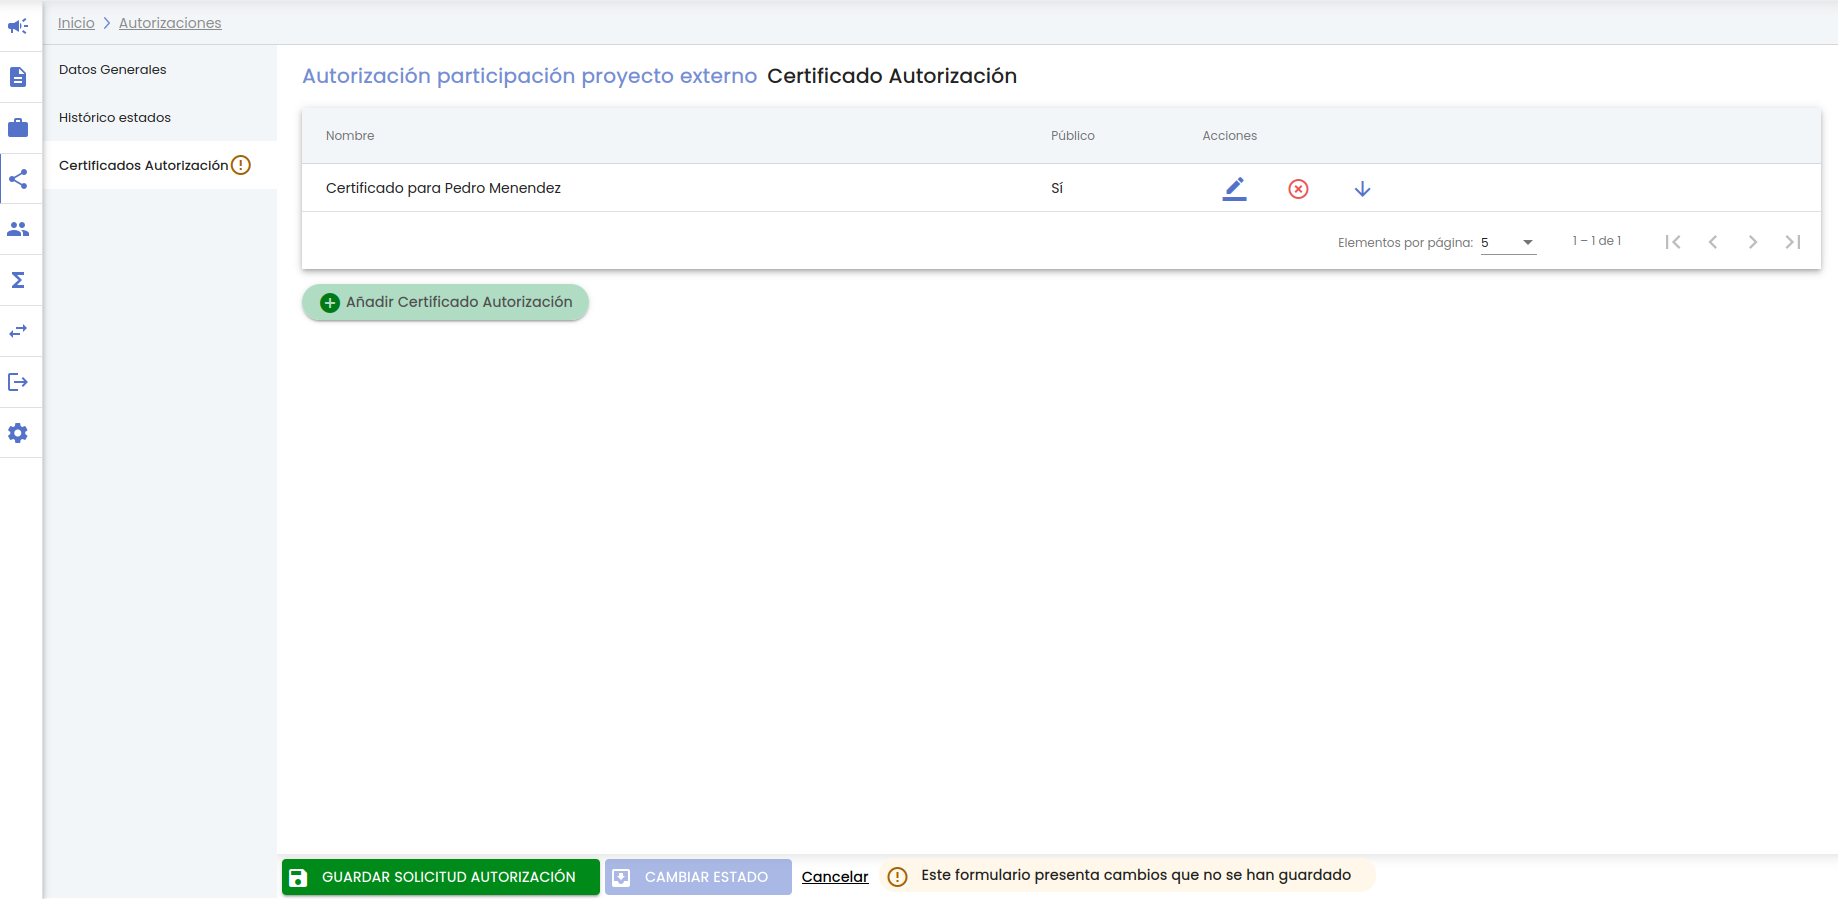 Inicio Autorizaciones
Datos Generales
Histórico estados
Certificados Autorización
Autorización participación proyecto externo Certificado Autorización
Nombre Público Acciones
Certificado para Pedro Menendez Sí
Elementos por página: 5 1 – 1 de 1
Añadir Certificado Autorización
GUARDAR SOLICITUD AUTORIZACIÓN CAMBIAR ESTADO Cancelar Este formulario presenta cambios que no se han guardado